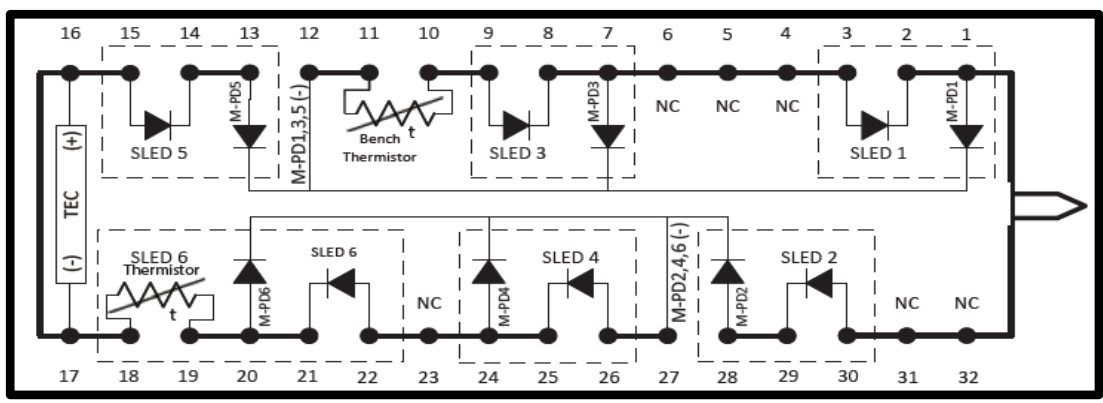 16 15 14 13 12 11 10 9 8 7 6 5 4 3 2 1
M-PD5
M-PD1,3,5 (-)
M-PD3
NC NC NC
M-PD1
(+)
TEC
(-)
SLED 5
t
Bench
Thermistor
SLED 3
SLED 1
SLED 6
Thermistor
t
M-PD6
SLED 6
NC
M-PD4
SLED 4
M-PD2,4,6 (-)
M-PD2
SLED 2
NC NC
17 18 19 20 21 22 23 24 25 26 27 28 29 30 31 32